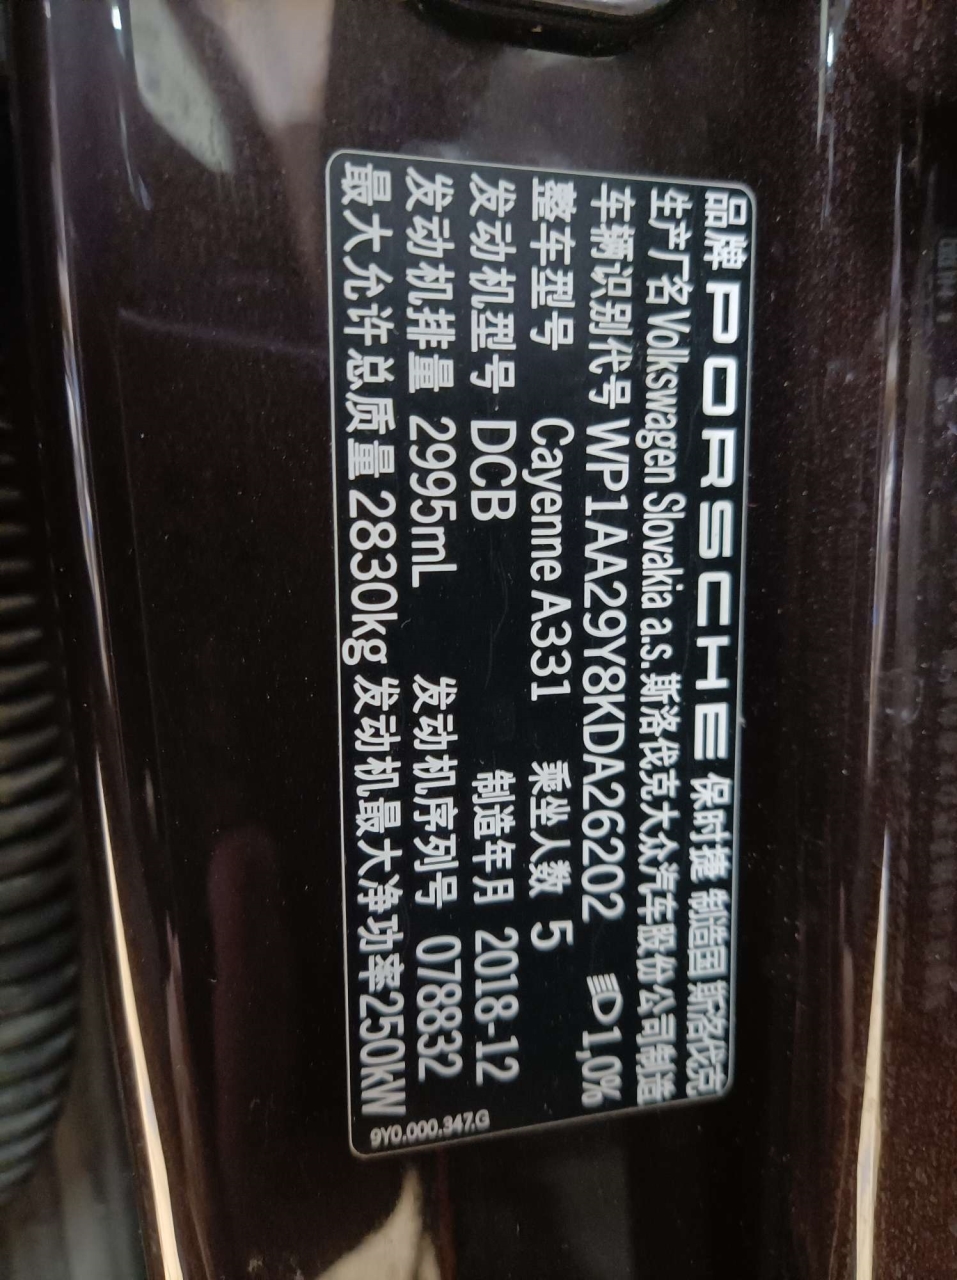 品牌 PORSCHE 保时捷 制造国 斯洛伐克
生产厂名 Volkswagen Slovakia a.s. 斯洛伐克大众汽车股份公司制造
车辆识别代号 WP1AA29Y8KDA26202 1,0%
整车型号 Cayenne A331 乘坐人数 5
发动机型号 DCB 制造年月 2018-12
发动机排量 2995mL 发动机序列号 078832
最大允许总质量 2830kg 发动机最大净功率 250kW
9Y0.000.347.G